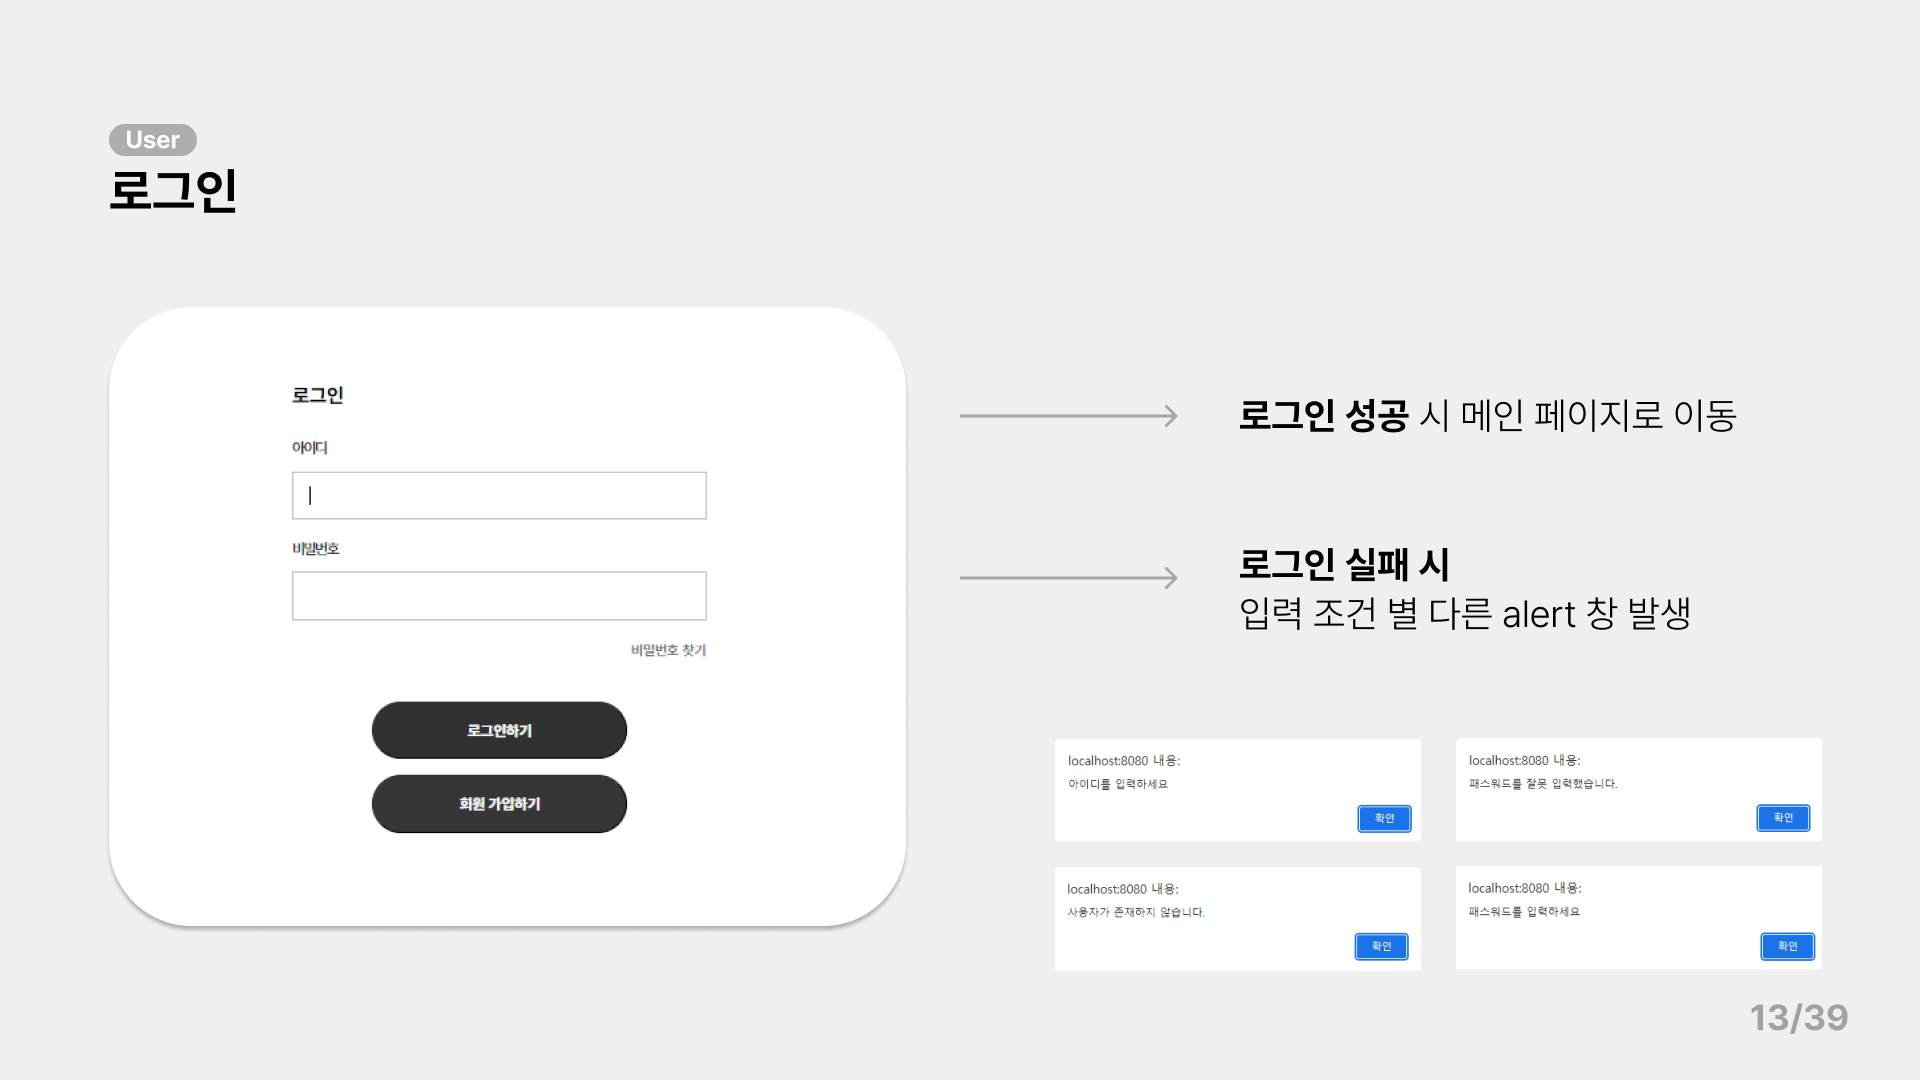 User
로그인
로그인
아이디
비밀번호
비밀번호 찾기
로그인하기
회원 가입하기
로그인 성공 시 메인 페이지로 이동
로그인 실패 시
입력 조건 별 다른 alert 창 발생
localhost:8080 내용:
아이디를 입력하세요
확인
localhost:8080 내용:
패스워드를 잘못 입력했습니다.
확인
localhost:8080 내용:
사용자가 존재하지 않습니다.
확인
localhost:8080 내용:
패스워드를 입력하세요
확인
13/39